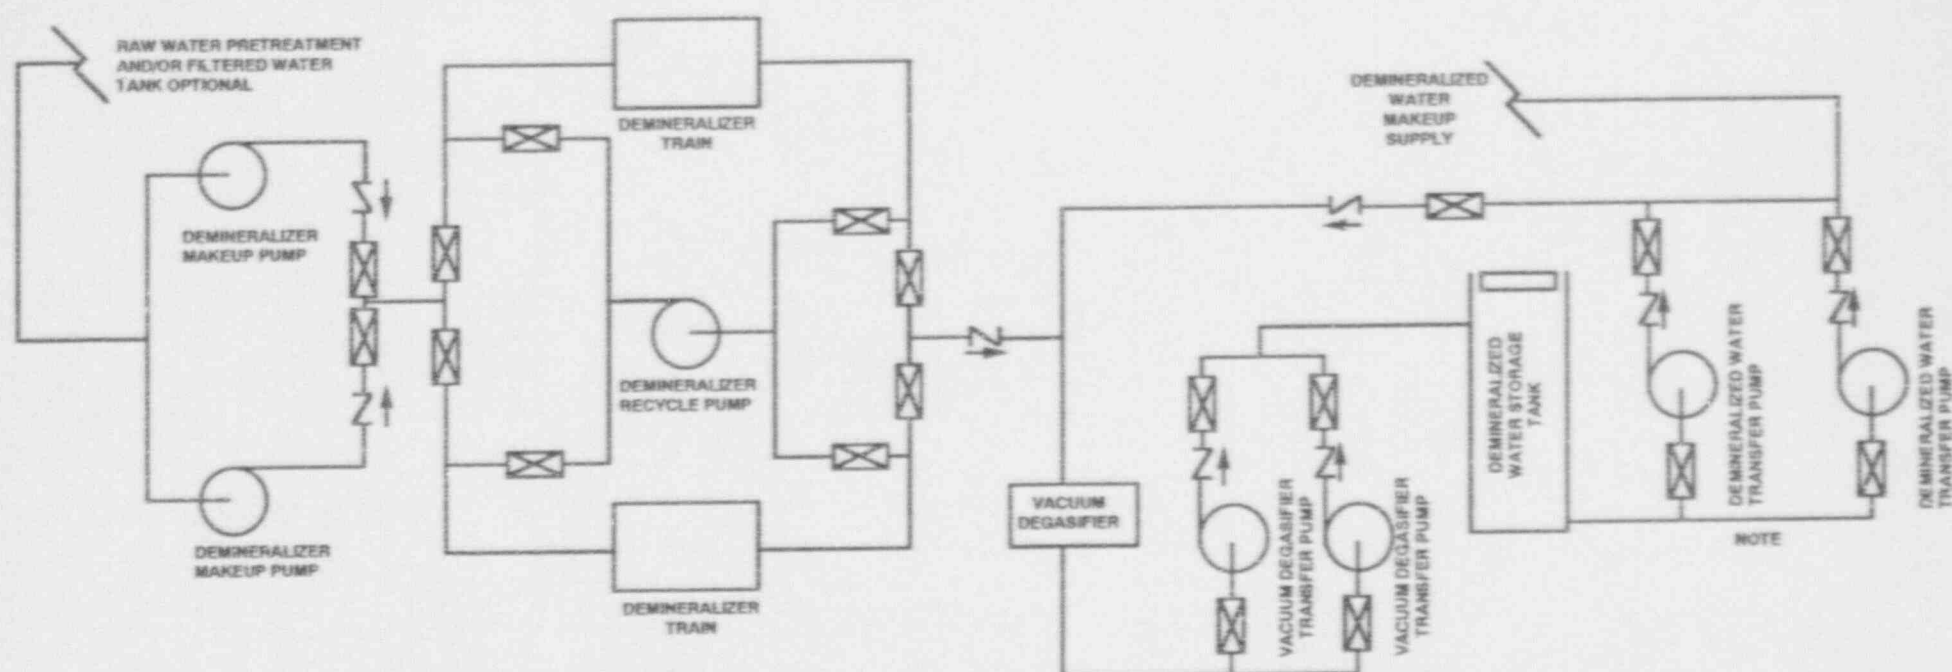 RAW WATER PRETREATMENT
AND/OR FILTERED WATER
TANK OPTIONAL
DEMINERALIZER
MAKEUP PUMP
DEMINERALIZER
MAKEUP PUMP
DEMINERALIZER
TRAIN
DEMINERALIZER
RECYCLE PUMP
DEMINERALIZER
TRAIN
VACUUM
DEGASIFIER
VACUUM DEGASIFIER
TRANSFER PUMP
VACUUM DEGASIFIER
TRANSFER PUMP
DEMINERALIZED
WATER
MAKEUP
SUPPLY
DEMINERALIZED
WATER STORAGE
TANK
DEMINERALIZED WATER
TRANSFER PUMP
DEMINERALIZED WATER
TRANSFER PUMP
NOTE